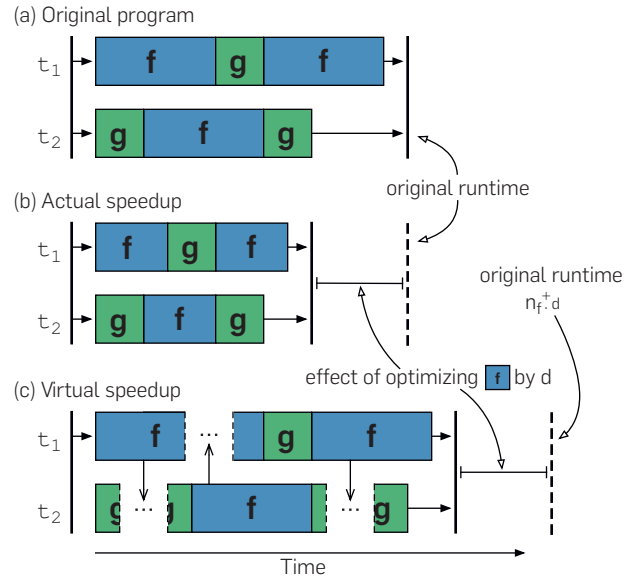 (a) Original program
t₁ f g f
t₂ g f g
original runtime
(b) Actual speedup
t₁ f g f
t₂ g f g
original runtime
n_f + d
effect of optimizing f by d
(c) Virtual speedup
t₁ f ... g f
t₂ g ... g f ... g
Time